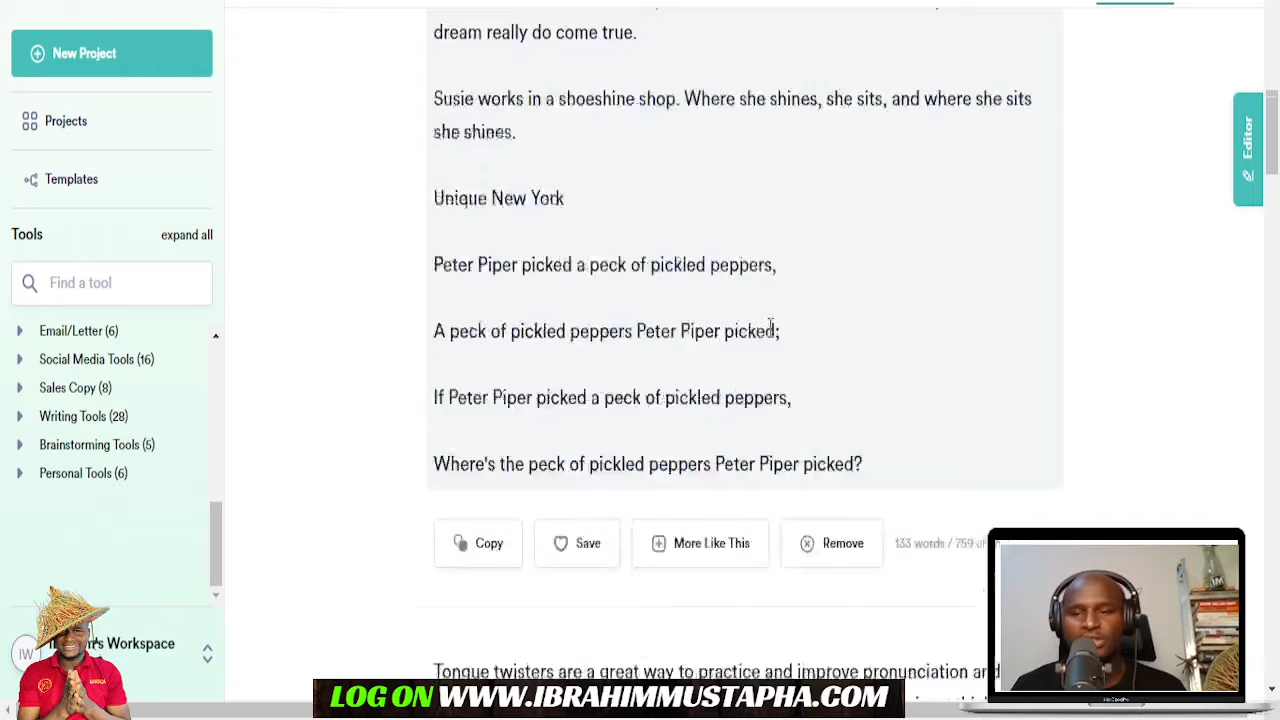 New Project
Projects
Templates
Tools
expand all
Find a tool
Email/Letter (6)
Social Media Tools (16)
Sales Copy (8)
Writing Tools (28)
Brainstorming Tools (5)
Personal Tools (6)
IW
Workspace
dream really do come true.
Susie works in a shoeshine shop. Where she shines, she sits, and where she sits
she shines.
Unique New York
Peter Piper picked a peck of pickled peppers,
A peck of pickled peppers Peter Piper picked;
If Peter Piper picked a peck of pickled peppers,
Where's the peck of pickled peppers Peter Piper picked?
Copy
Save
More Like This
Remove
133 words / 759
Tongue twisters are a great way to practice and improve pronunciation and
Editor
LOG ON WWW.IBRAHIMMUSTAPHA.COM